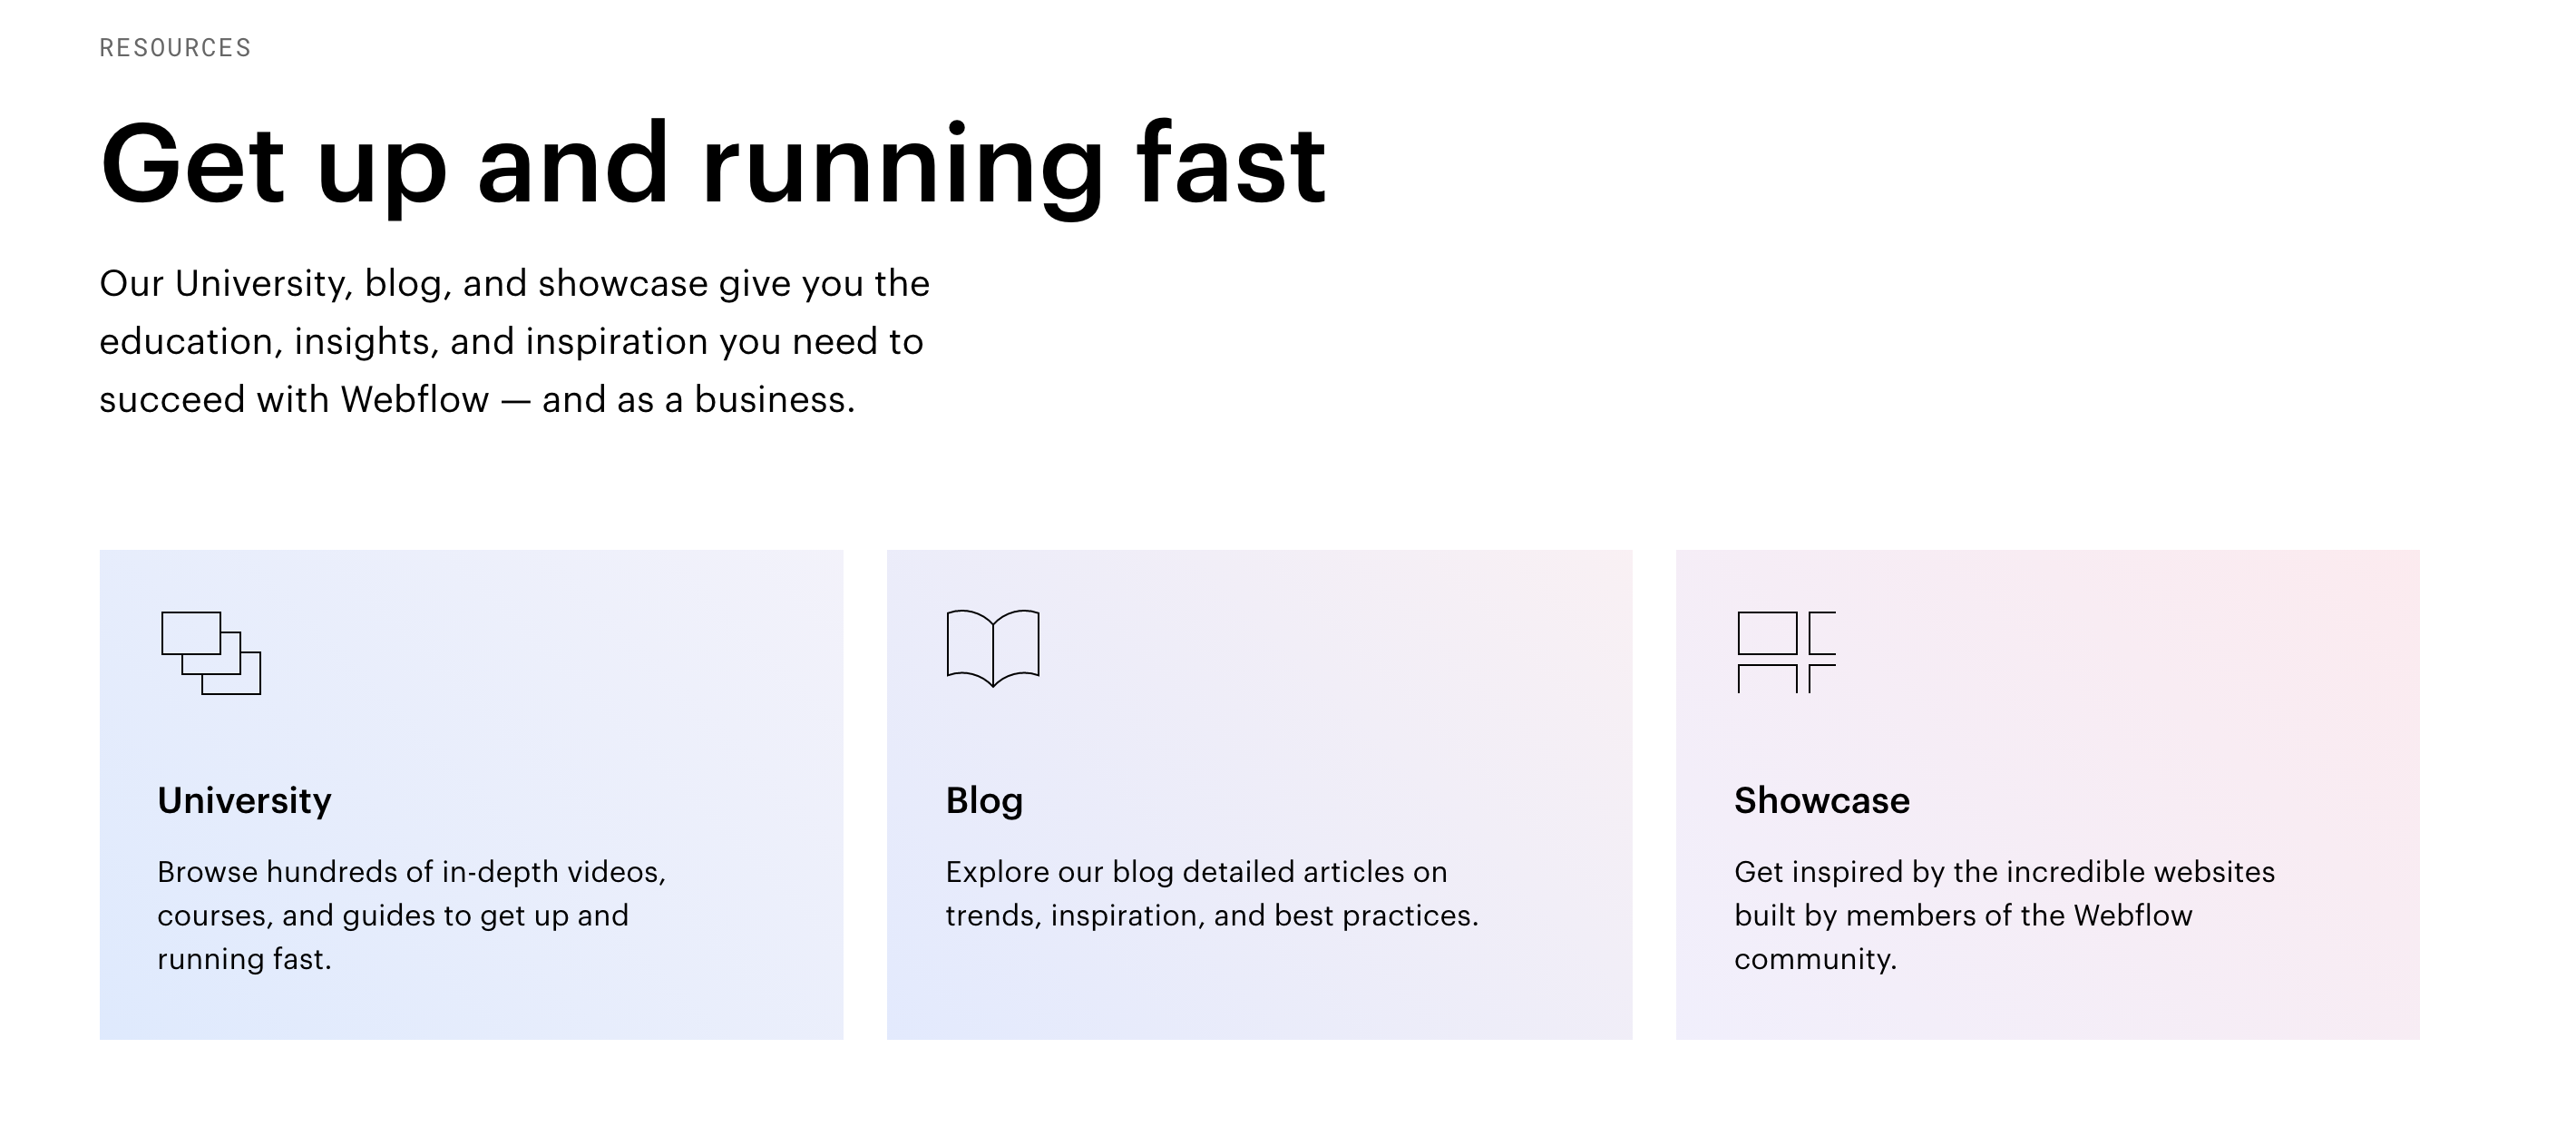 RESOURCES
Get up and running fast
Our University, blog, and showcase give you the
education, insights, and inspiration you need to
succeed with Webflow — and as a business.
University
Browse hundreds of in-depth videos,
courses, and guides to get up and
running fast.
Blog
Explore our blog detailed articles on
trends, inspiration, and best practices.
Showcase
Get inspired by the incredible websites
built by members of the Webflow
community.